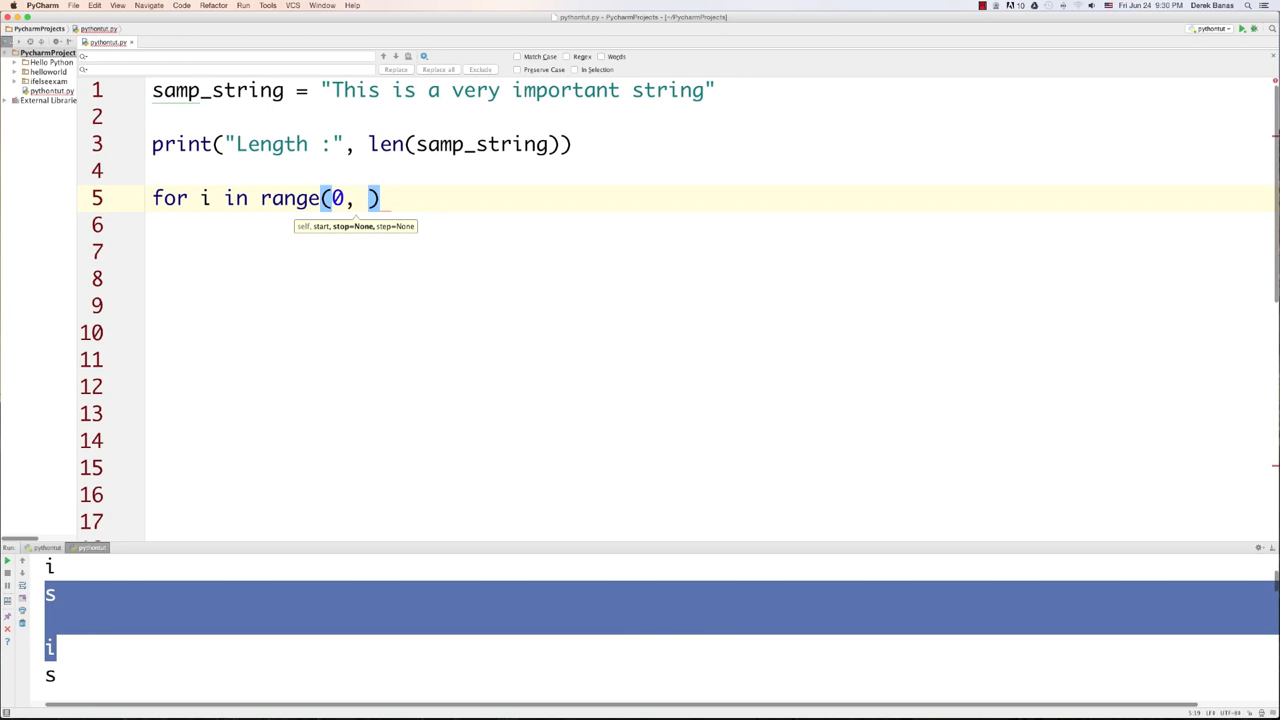 PyCharm File Edit View Navigate Code Refactor Run Tools VCS Window Help 10 Fri Jun 24 9:30 PM Derek Banas
pythontut.py - PycharmProjects - [~/PycharmProjects]
PycharmProjects pythontut.py pythontut
pythontut.py
PycharmProject
Hello Python
helloworld
ifelseexam
pythontut.py
External Librarie
Match Case Regex Words
Replace Replace all Exclude Preserve Case In Selection
1 samp_string = "This is a very important string"
2
3 print("Length :", len(samp_string))
4
5 for i in range(0, )
self, start, stop=None, step=None
6
7
8
9
10
11
12
13
14
15
16
17
Run: pythontut pythontut
i
s
i
s
5:19 LF‡ UTF-8‡